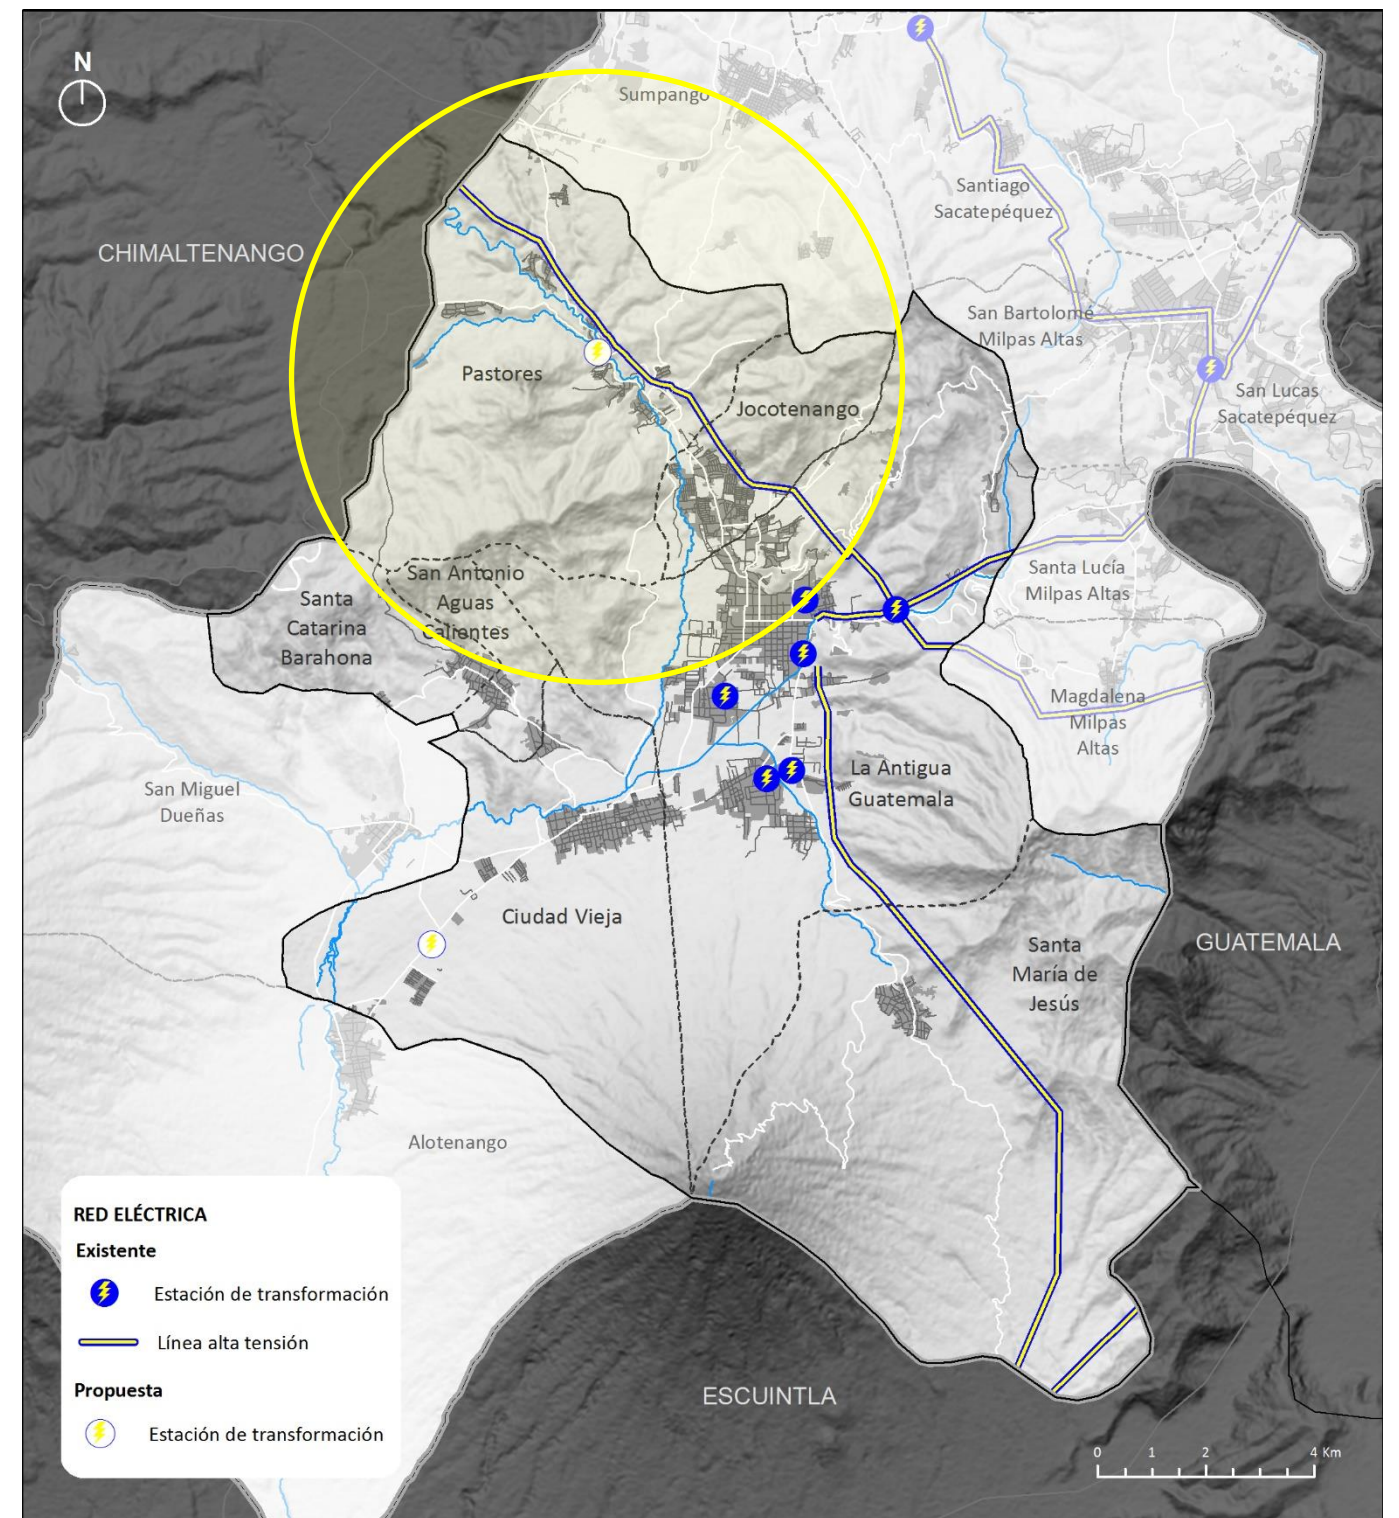 N
Sumpango
Santiago
Sacatepéquez
CHIMALTENANGO
San Bartolomé
Milpas Altas
Pastores
San Lucas
Sacatepéquez
Jocotenango
San Antonio
Aguas
Calientes
Santa Lucía
Milpas Altas
Santa
Catarina
Barahona
Magdalena
Milpas
Altas
La Antigua
Guatemala
San Miguel
Dueñas
Ciudad Vieja
GUATEMALA
Santa
María de
Jesús
Alotenango
RED ELÉCTRICA
Existente
Estación de transformación
Línea alta tensión
Propuesta
Estación de transformación
ESCUINTLA
0 1 2 4 Km